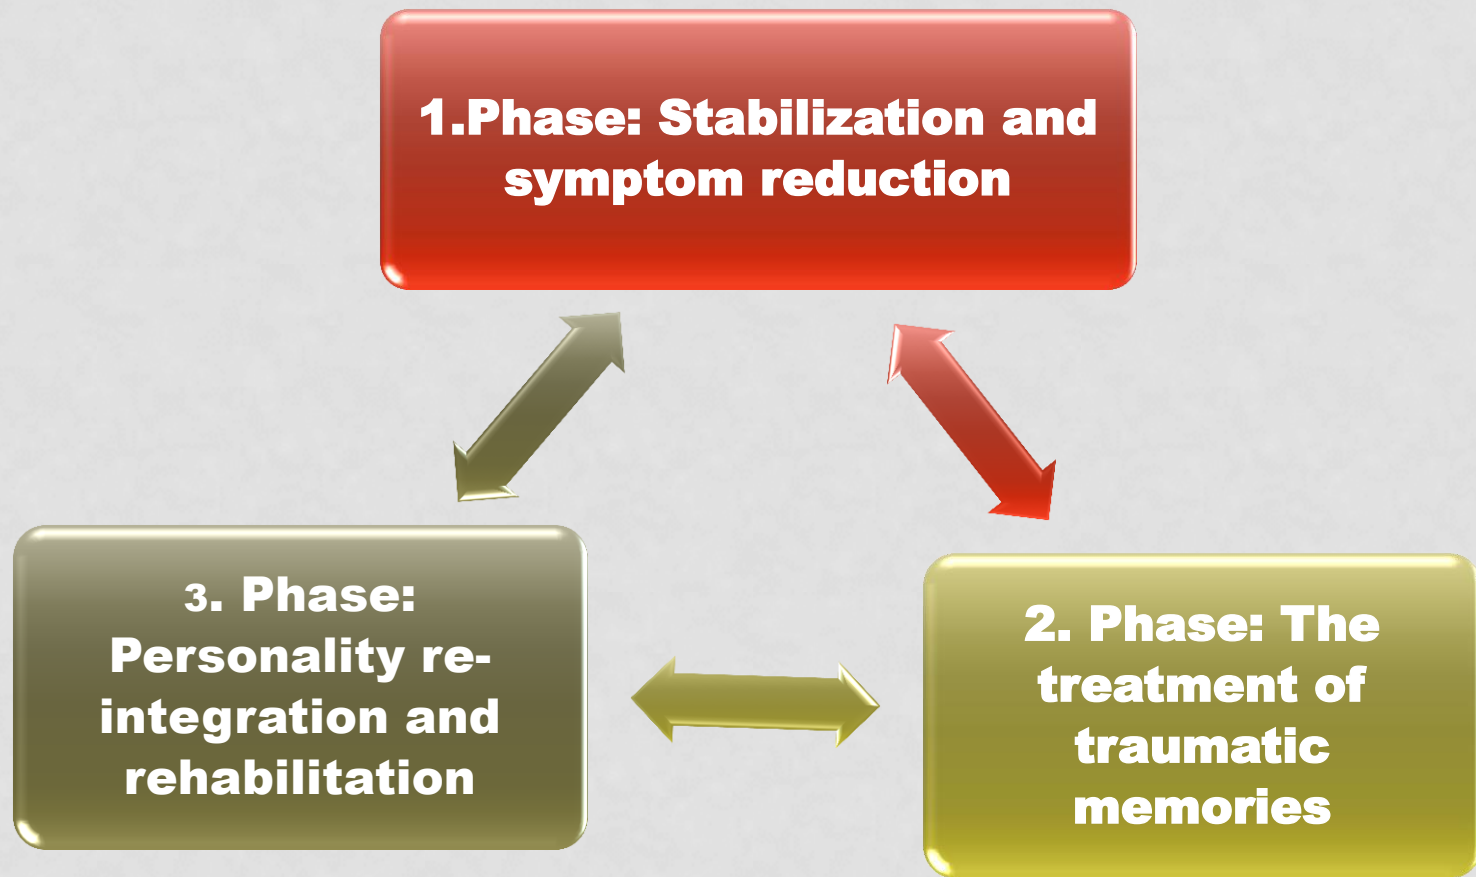 1.Phase: Stabilization and
symptom reduction
3. Phase:
Personality re-
integration and
rehabilitation
2. Phase: The
treatment of
traumatic
memories